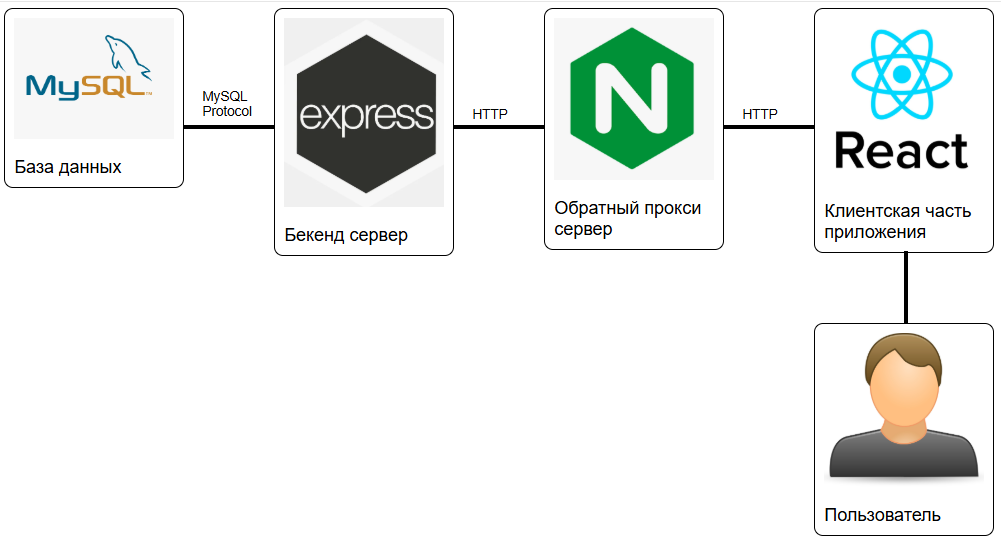 MySQL
База данных
MySQL
Protocol
express
Бекенд сервер
HTTP
N
Обратный прокси
сервер
HTTP
React
Клиентская часть
приложения
Пользователь